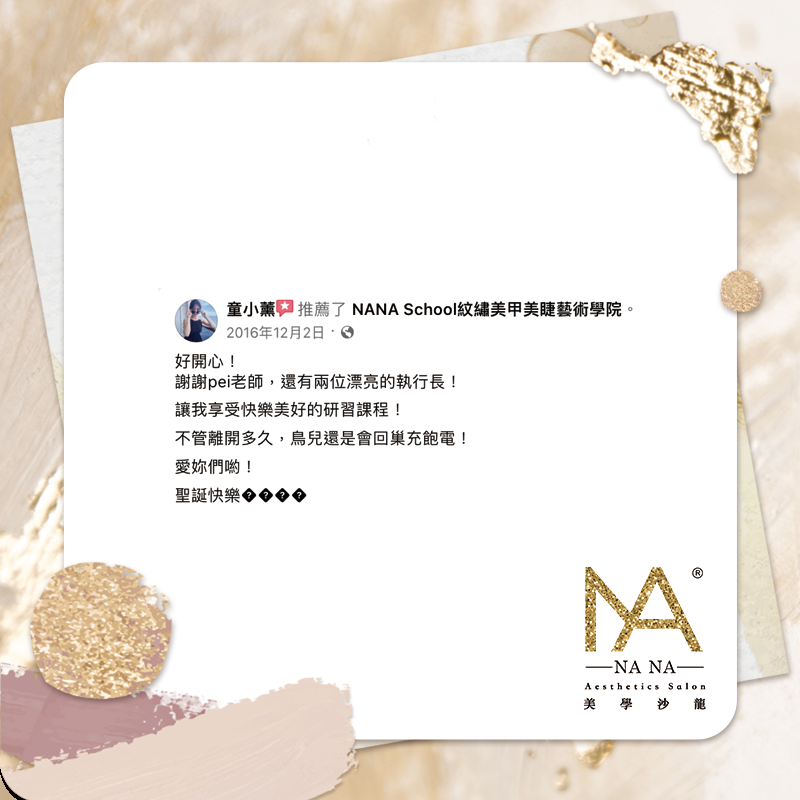 童小薰 推薦了 NANA School紋繡美甲美睫藝術學院。
2016年12月2日 ·
好開心！
謝謝pei老師，還有兩位漂亮的執行長！
讓我享受快樂美好的研習課程！
不管離開多久，鳥兒還是會回巢充飽電！
愛妳們喲！
聖誕快樂����
NA
®
NA NA
Aesthetics Salon
美學沙龍